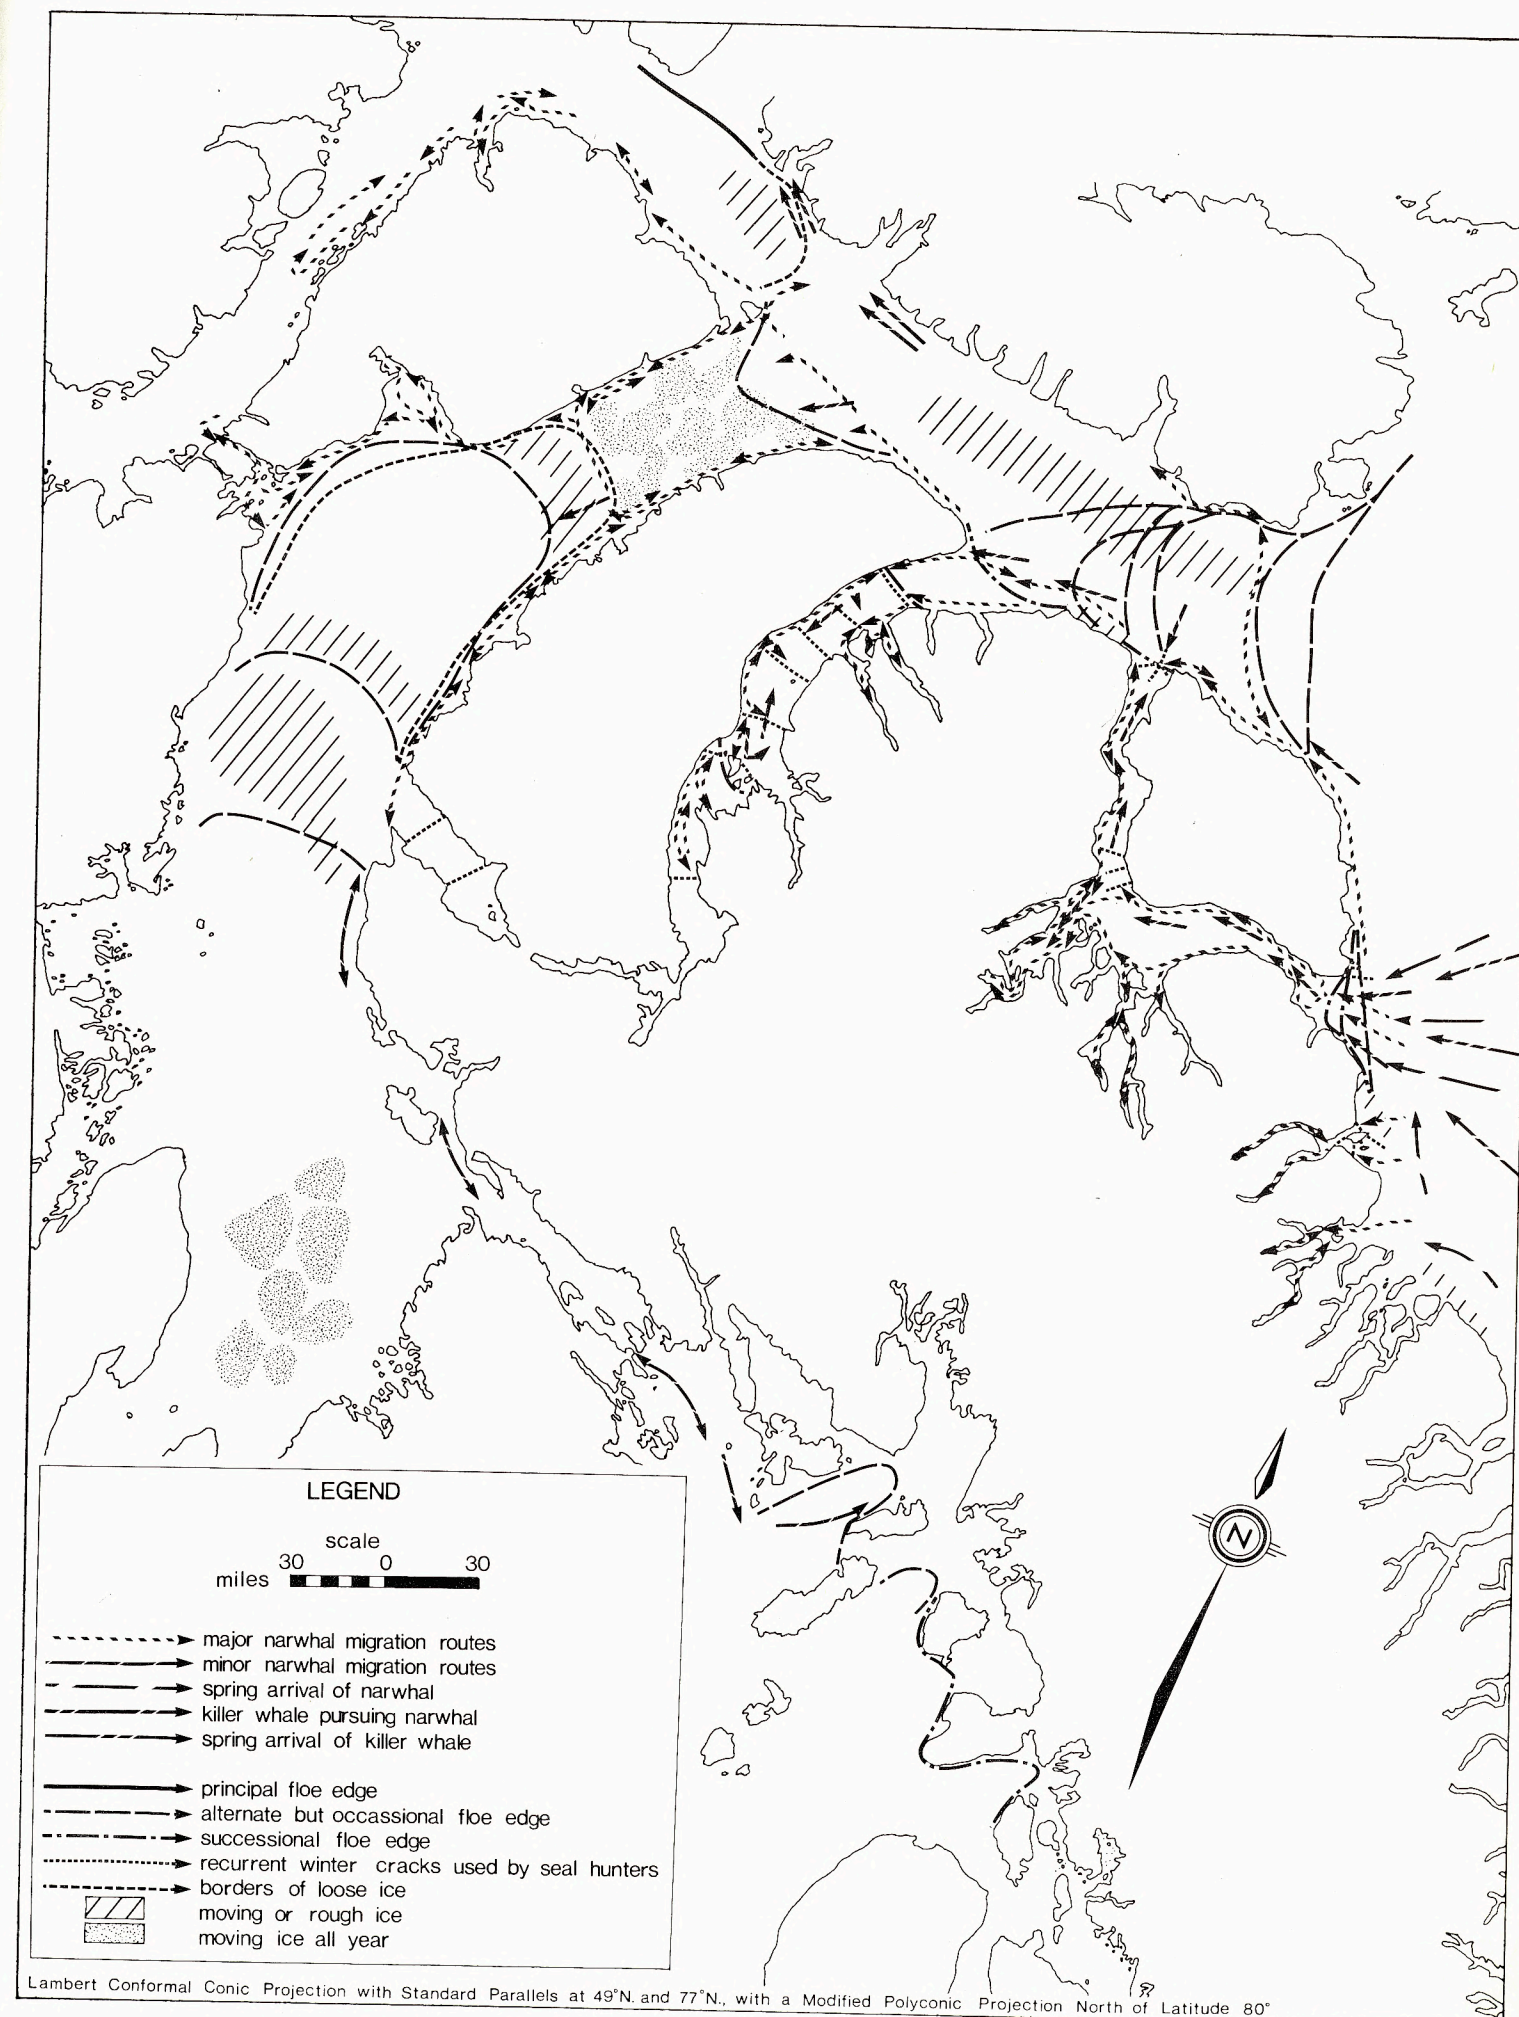 N
LEGEND
scale
30 0 30
miles
major narwhal migration routes
minor narwhal migration routes
spring arrival of narwhal
killer whale pursuing narwhal
spring arrival of killer whale
principal floe edge
alternate but occassional floe edge
successional floe edge
recurrent winter cracks used by seal hunters
borders of loose ice
moving or rough ice
moving ice all year
Lambert Conformal Conic Projection with Standard Parallels at 49°N. and 77°N., with a Modified Polyconic Projection North of Latitude 80°